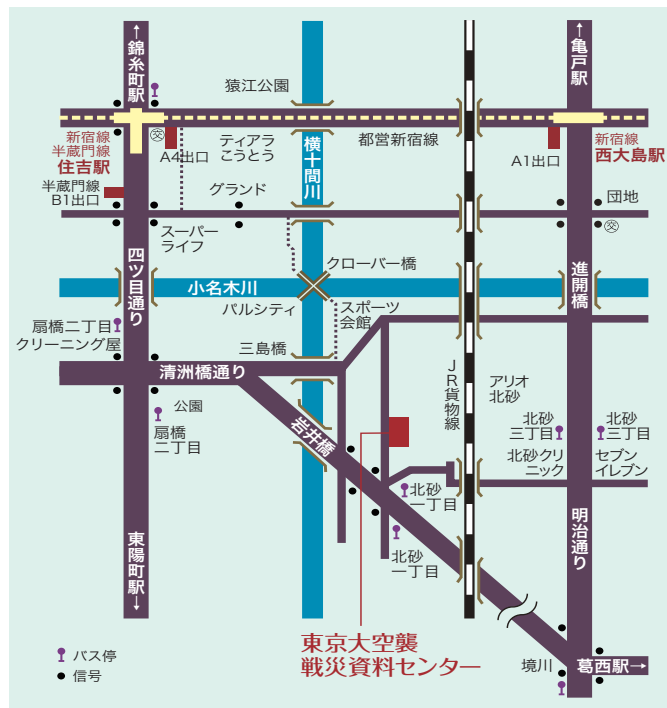 ←錦糸町駅
猿江公園
←亀戸駅
新宿線
半蔵門線
住吉駅
交
A4出口
ティアラ
こうとう
横十間川
都営新宿線
A1出口
新宿線
西大島駅
半蔵門線
B1出口
グランド
団地
交
スーパー
ライフ
四ツ目通り
クローバー橋
進開橋
小名木川
パルシティ
スポーツ
会館
扇橋二丁目
クリーニング屋
三島橋
清洲橋通り
JR貨物線
アリオ
北砂
公園
扇橋
二丁目
岩井橋
北砂
三丁目
北砂
三丁目
北砂クリ
ニック
セブン
イレブン
北砂
一丁目
明治通り
東陽町駅→
北砂
一丁目
東京大空襲
戦災資料センター
バス停
信号
境川
葛西駅→